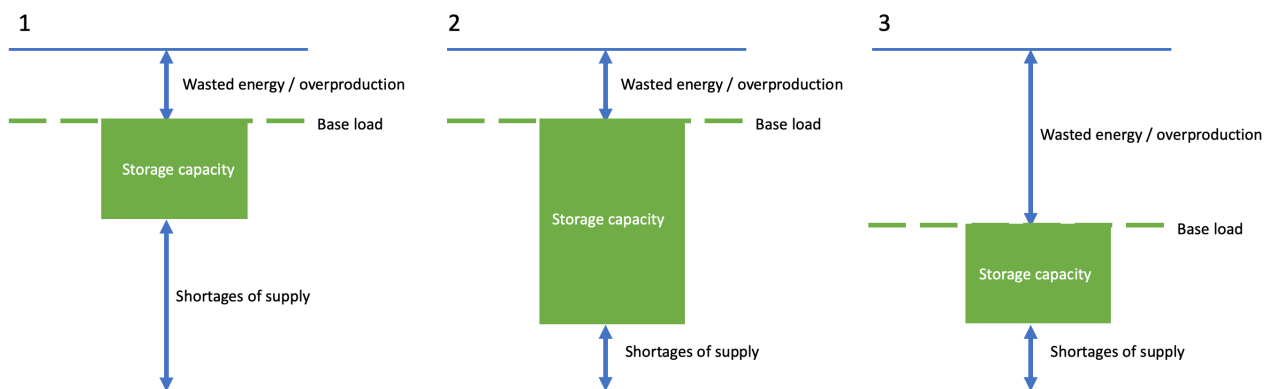 1
Wasted energy / overproduction
Base load
Storage capacity
Shortages of supply
2
Wasted energy / overproduction
Base load
Storage capacity
Shortages of supply
3
Wasted energy / overproduction
Base load
Storage capacity
Shortages of supply